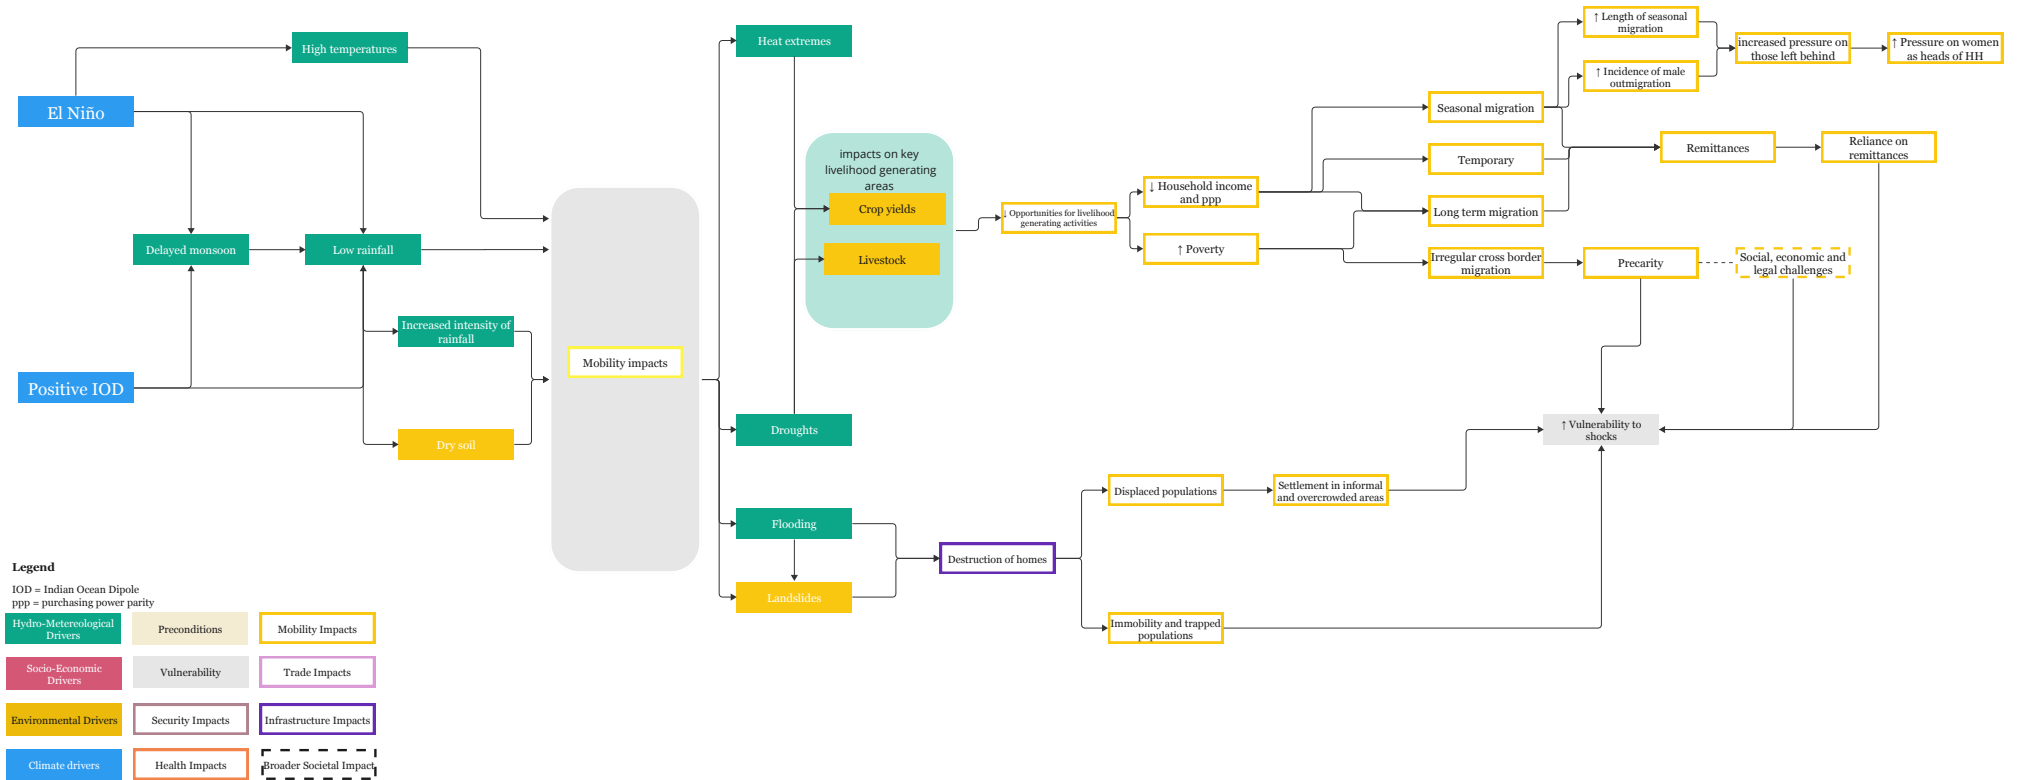 ↑ Length of seasonal
migration
High temperatures
Heat extremes
increased pressure on
those left behind
↑ Pressure on women
as heads of HH
↑ Incidence of male
outmigration
El Niño
Seasonal migration
impacts on key
livelihood generating
areas
Remittances
Reliance on
remittances
Temporary
↓ Household income
and ppp
Crop yields
↓ Opportunities for livelihood
generating activities
Long term migration
Delayed monsoon
Low rainfall
↑ Poverty
Livestock
Irregular cross border
migration
Precarity
Social, economic and
legal challenges
Increased intensity of
rainfall
Mobility impacts
Positive IOD
Droughts
↑ Vulnerability to
shocks
Dry soil
Displaced populations
Settlement in informal
and overcrowded areas
Flooding
Destruction of homes
Landslides
Immobility and trapped
populations
Legend
IOD = Indian Ocean Dipole
ppp = purchasing power parity
Hydro-Metereological
Drivers
Preconditions
Mobility Impacts
Socio-Economic
Drivers
Vulnerability
Trade Impacts
Environmental Drivers
Security Impacts
Infrastructure Impacts
Climate drivers
Health Impacts
Broader Societal Impact